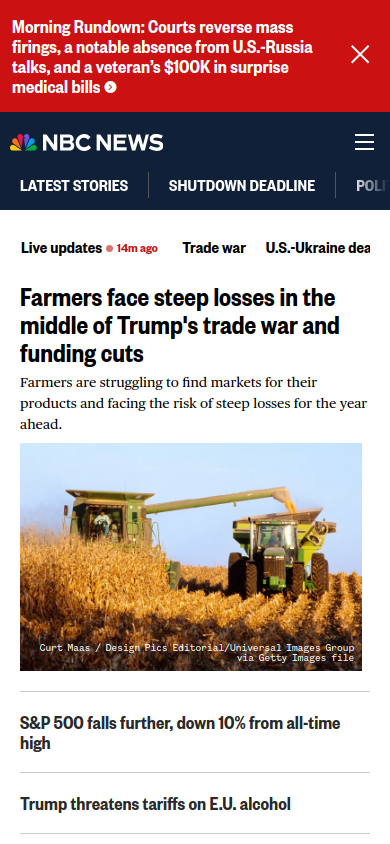 Morning Rundown: Courts reverse mass
firings, a notable absence from U.S.-Russia
talks, and a veteran's $100K in surprise
medical bills
NBC NEWS
LATEST STORIES
SHUTDOWN DEADLINE
POLI
Live updates
14m ago
Trade war
U.S.-Ukraine dea
Farmers face steep losses in the
middle of Trump's trade war and
funding cuts
Farmers are struggling to find markets for their
products and facing the risk of steep losses for the year
ahead.
Curt Maas / Design Pics Editorial/Universal Images Group
via Getty Images file
S&P 500 falls further, down 10% from all-time
high
Trump threatens tariffs on E.U. alcohol